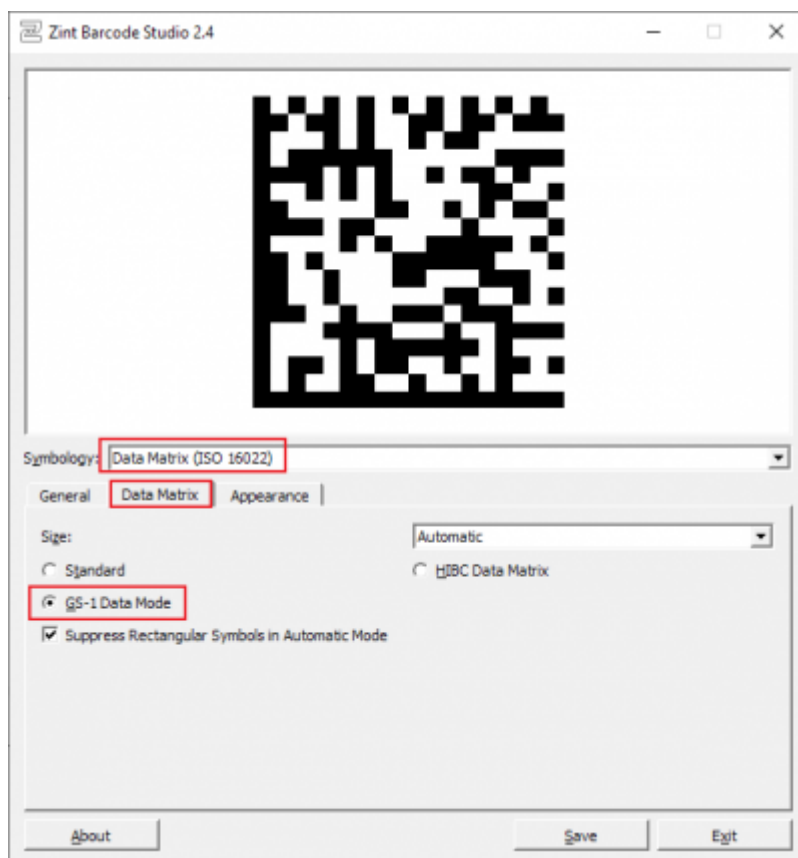 Zint Barcode Studio 2.4
Symbology: Data Matrix (ISO 16022)
General Data Matrix Appearance
Size: Automatic
Standard HIBC Data Matrix
GS-1 Data Mode
Suppress Rectangular Symbols in Automatic Mode
About Save Exit